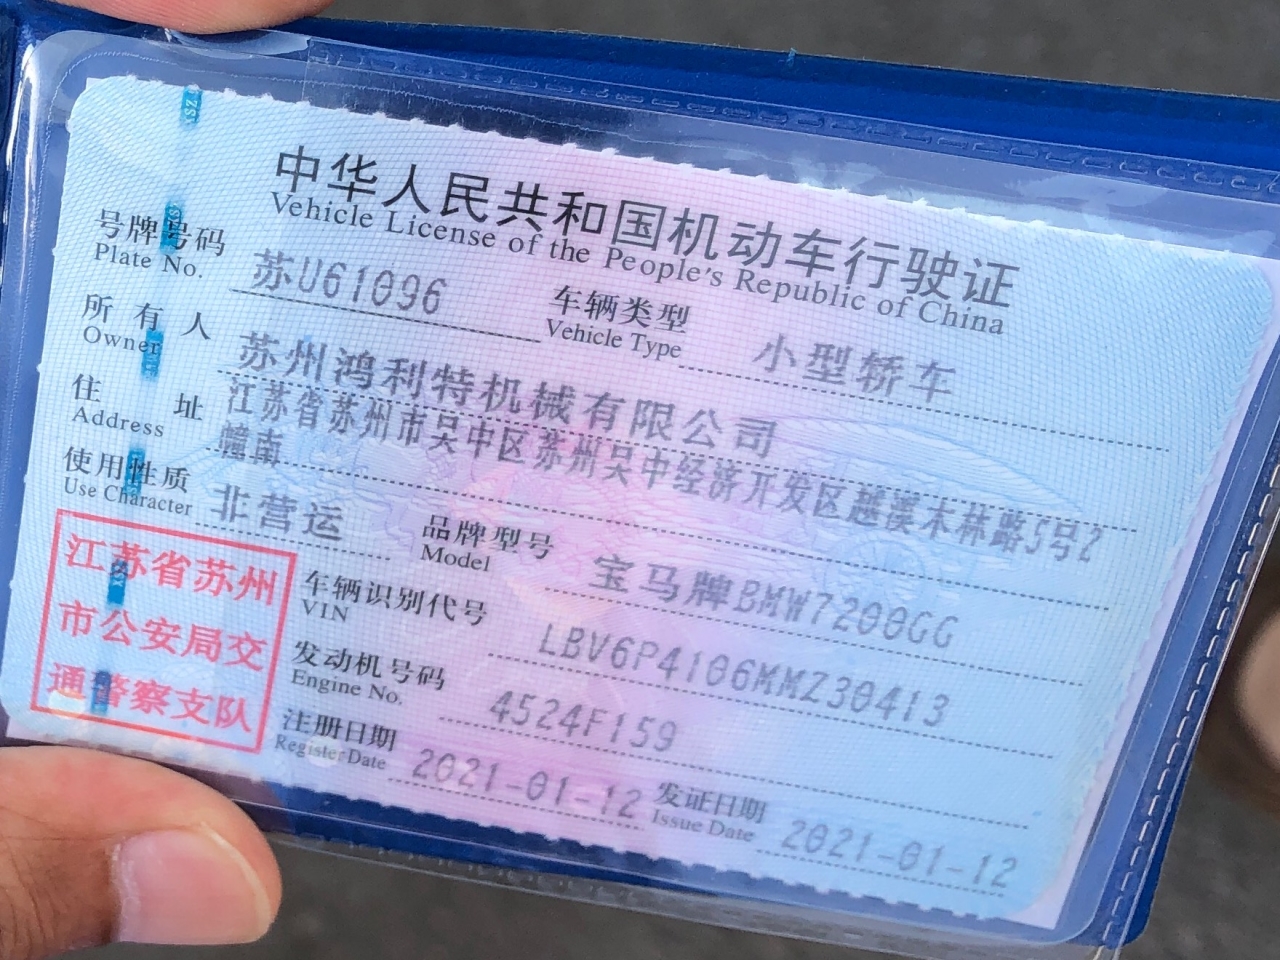 中华人民共和国机动车行驶证
Vehicle License of the People's Republic of China
号牌号码 苏U61096 车辆类型 小型轿车
Plate No. Vehicle Type
所有人 苏州鸿利特机械有限公司
Owner
住址 江苏省苏州市吴中区苏州吴中经济开发区越溪木林路5号2
Address 幢南
使用性质 非营运 品牌型号 宝马牌BMW7200GG
Use Character Model
江苏省苏州
市公安局交
通警察支队
车辆识别代号 LBV6P4106MMZ30413
VIN
发动机号码 4524F159
Engine No.
注册日期 2021-01-12 发证日期 2021-01-12
Register Date Issue Date